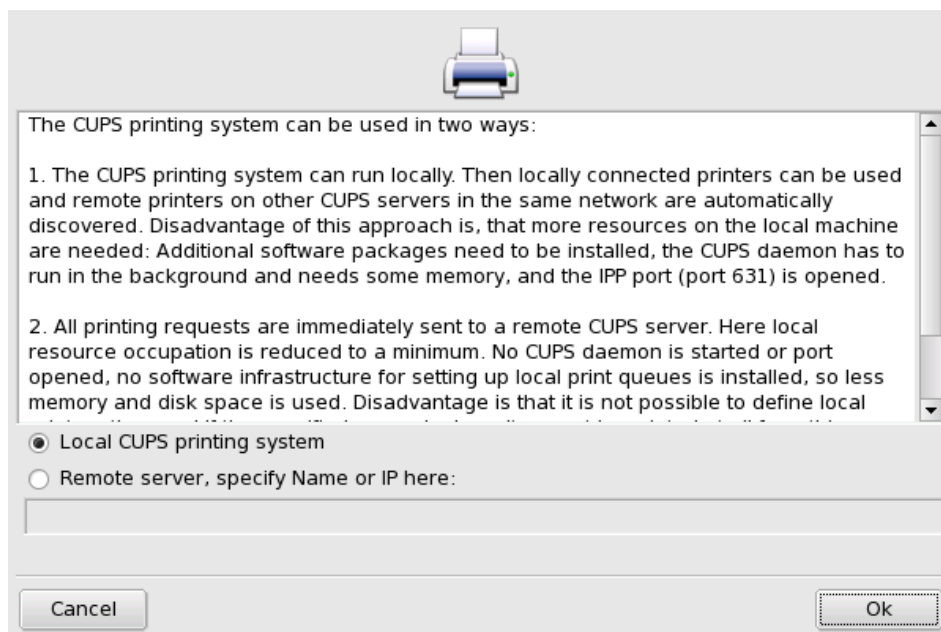 The CUPS printing system can be used in two ways:
1. The CUPS printing system can run locally. Then locally connected printers can be used
and remote printers on other CUPS servers in the same network are automatically
discovered. Disadvantage of this approach is, that more resources on the local machine
are needed: Additional software packages need to be installed, the CUPS daemon has to
run in the background and needs some memory, and the IPP port (port 631) is opened.
2. All printing requests are immediately sent to a remote CUPS server. Here local
resource occupation is reduced to a minimum. No CUPS daemon is started or port
opened, no software infrastructure for setting up local print queues is installed, so less
memory and disk space is used. Disadvantage is that it is not possible to define local
Local CUPS printing system
Remote server, specify Name or IP here:
Cancel
Ok